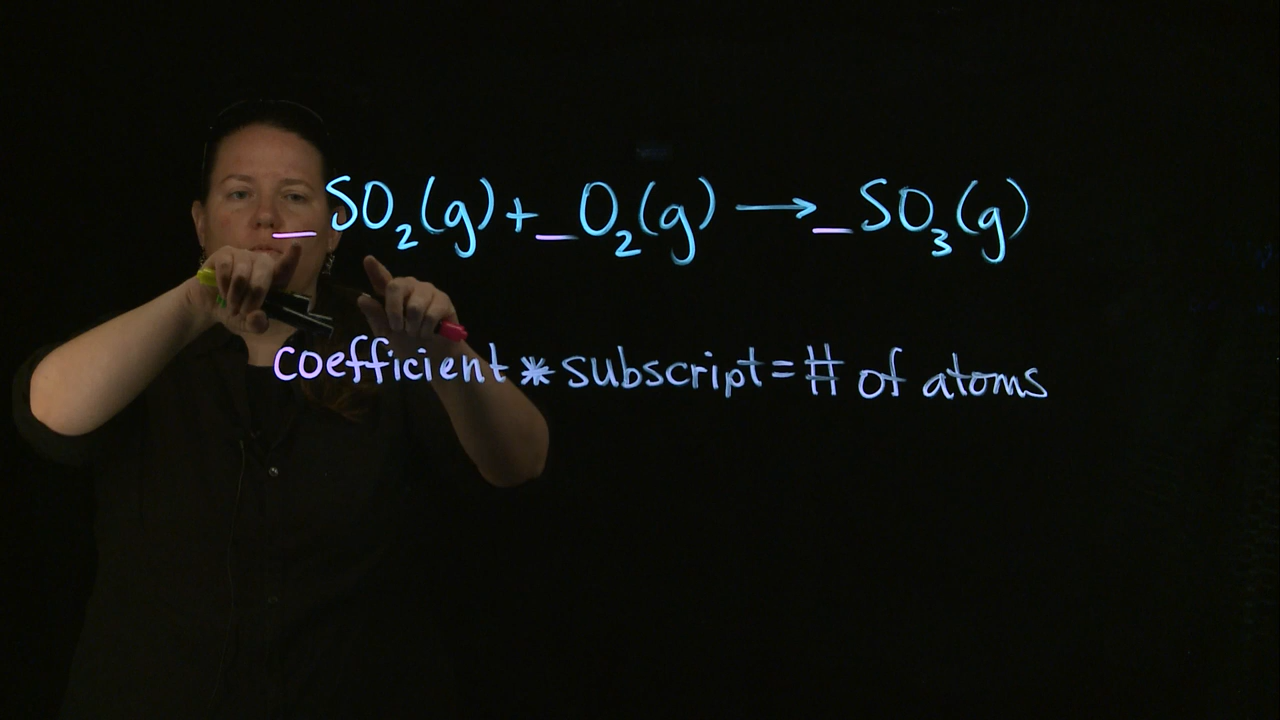 _SO₂(g)+_O₂(g)⟶_SO₃(g)
coefficient * subscript = # of atoms